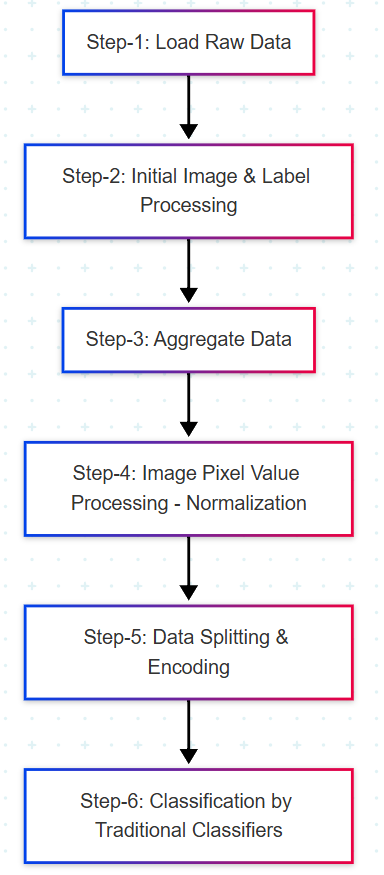 Step-1: Load Raw Data
Step-2: Initial Image & Label
Processing
Step-3: Aggregate Data
Step-4: Image Pixel Value
Processing - Normalization
Step-5: Data Splitting &
Encoding
Step-6: Classification by
Traditional Classifiers